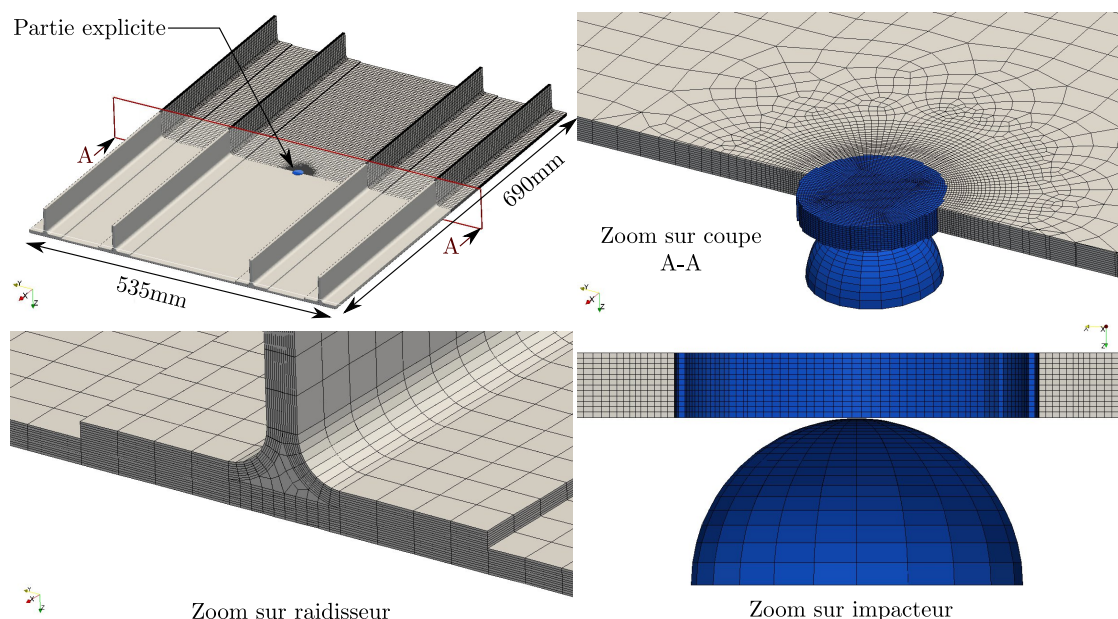 Partie explicite
A
A
690mm
535mm
Y
X
Z
Zoom sur coupe
A-A
Y
X
Z
Zoom sur raidisseur
Y
X
Z
Zoom sur impacteur
X
Z